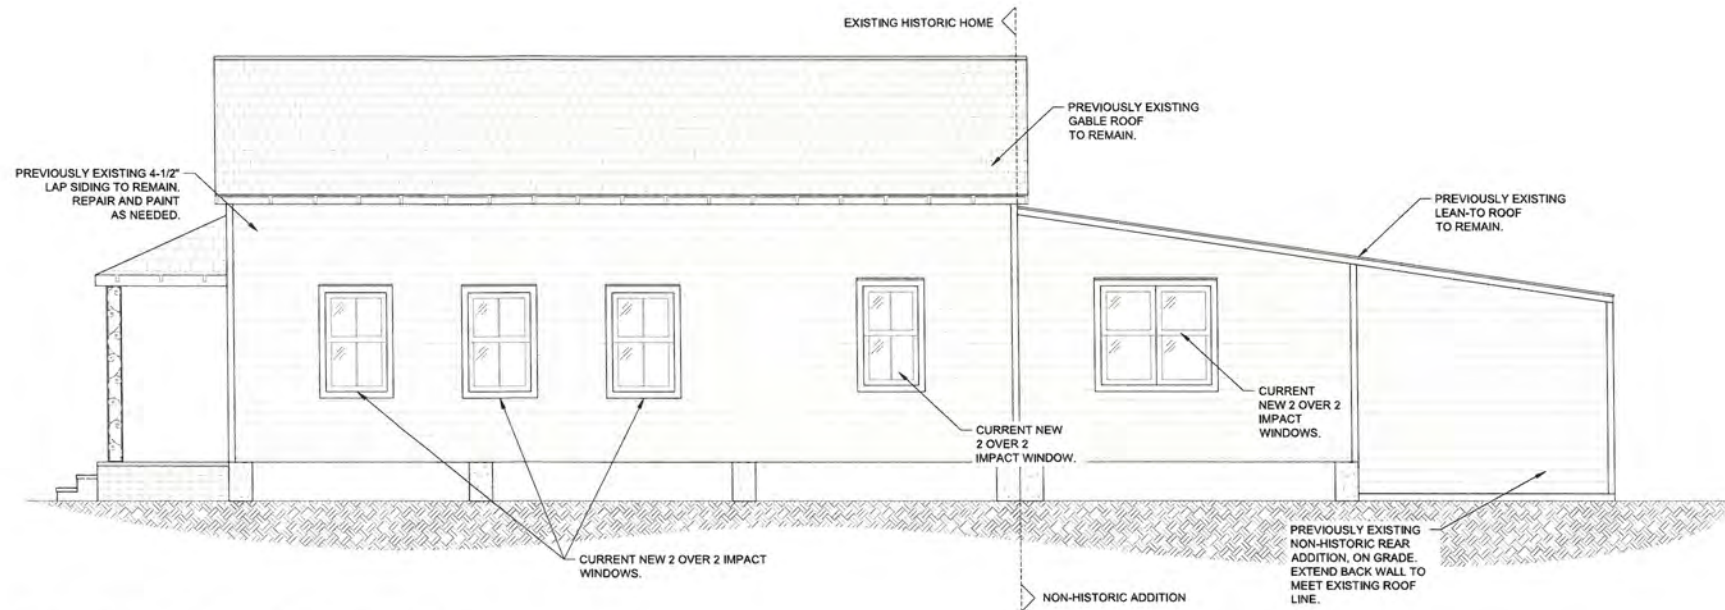 EXISTING HISTORIC HOME
PREVIOUSLY EXISTING
GABLE ROOF
TO REMAIN.
PREVIOUSLY EXISTING 4-1/2"
LAP SIDING TO REMAIN.
REPAIR AND PAINT
AS NEEDED.
PREVIOUSLY EXISTING
LEAN-TO ROOF
TO REMAIN.
CURRENT
NEW 2 OVER 2
IMPACT
WINDOWS.
CURRENT NEW
2 OVER 2
IMPACT WINDOW.
CURRENT NEW 2 OVER 2 IMPACT
WINDOWS.
PREVIOUSLY EXISTING
NON-HISTORIC REAR
ADDITION, ON GRADE.
EXTEND BACK WALL TO
MEET EXISTING ROOF
LINE.
NON-HISTORIC ADDITION